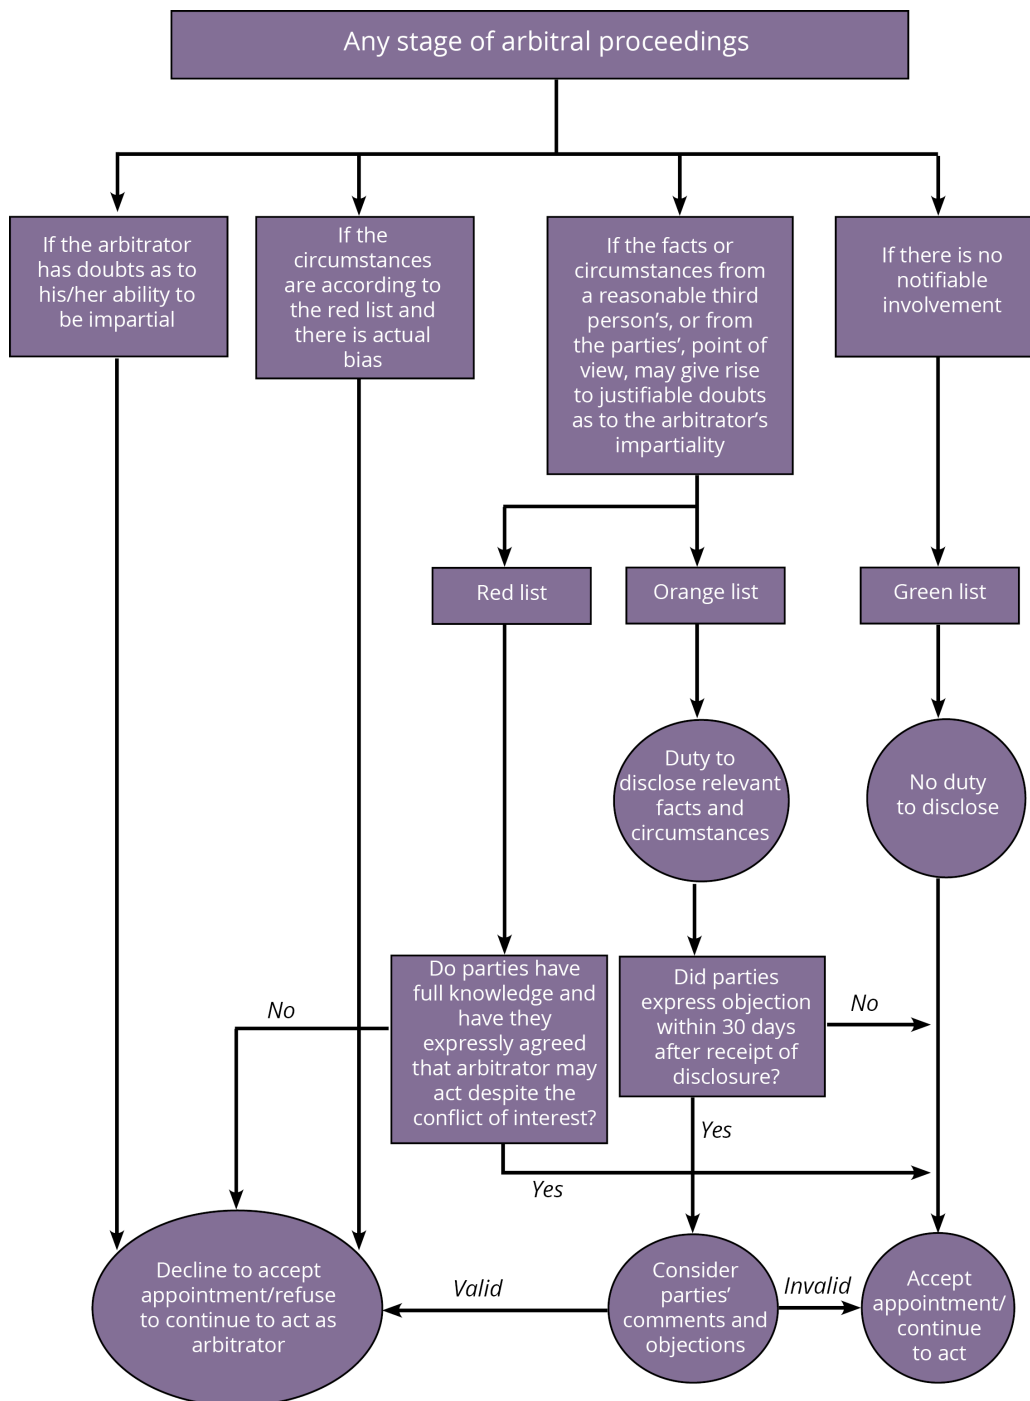 Any stage of arbitral proceedings
If the arbitrator
has doubts as to
his/her ability to
be impartial
If the
circumstances
are according to
the red list and
there is actual
bias
If the facts or
circumstances from
a reasonable third
person’s, or from
the parties’, point of
view, may give rise
to justifiable doubts
as to the arbitrator’s
impartiality
If there is no
notifiable
involvement
Red list
Orange list
Green list
Duty to
disclose relevant
facts and
circumstances
No duty
to disclose
Do parties have
full knowledge and
have they
expressly agreed
that arbitrator may
act despite the
conflict of interest?
Did parties
express objection
within 30 days
after receipt of
disclosure?
No
No
Yes
Yes
Decline to accept
appointment/refuse
to continue to act as
arbitrator
Valid
Consider
parties’
comments and
objections
Invalid
Accept
appointment/
continue
to act